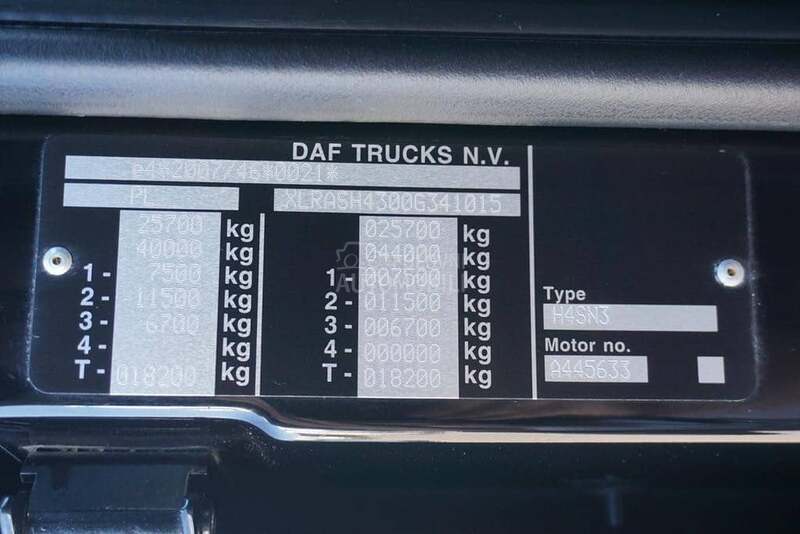 DAF TRUCKS N.V.
e4*2007/46*0021*
PL XLRASH4300G341015
25700 kg 025700 kg
40000 kg 044000 kg
1- 7500 kg 1- 007500 kg
2- 11500 kg 2- 011500 kg
3- 6700 kg 3- 006700 kg
4- kg 4- 000000 kg
T- 018200 kg T- 018200 kg
Type
H4SN3
Motor no.
A445633